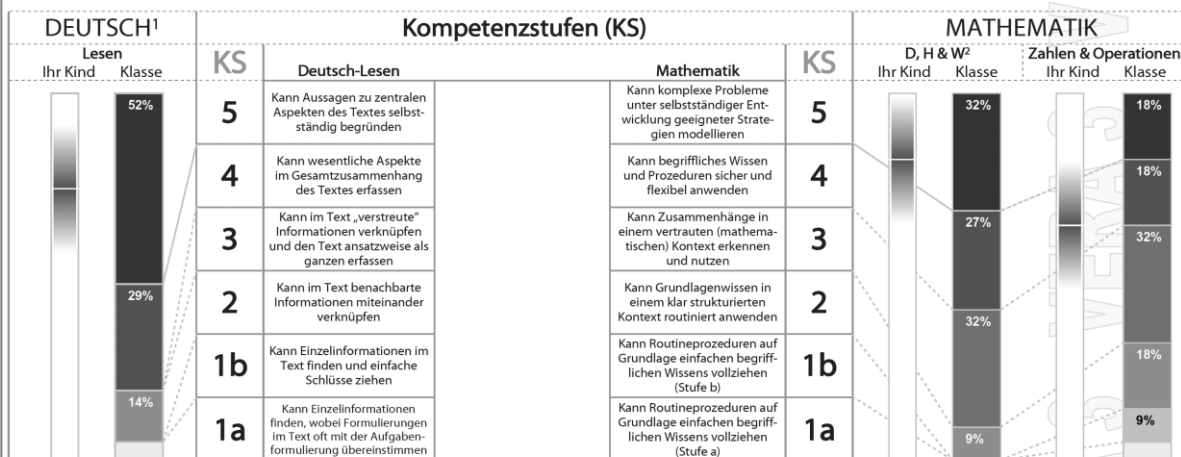 DEUTSCH¹
Kompetenzstufen (KS)
MATHEMATIK
Lesen
Ihr Kind Klasse
KS
Deutsch-Lesen
Mathematik
KS
D, H & W²
Ihr Kind Klasse
Zahlen & Operationen
Ihr Kind Klasse
52%
29%
14%
5
Kann Aussagen zu zentralen
Aspekten des Textes selbst-
ständig begründen
Kann komplexe Probleme
unter selbstständiger Ent-
wicklung geeigneter Strate-
gien modellieren
5
4
Kann wesentliche Aspekte
im Gesamtzusammenhang
des Textes erfassen
Kann begriffliches Wissen
und Prozeduren sicher und
flexibel anwenden
4
3
Kann im Text „verstreute“
Informationen verknüpfen
und den Text ansatzweise als
ganzen erfassen
Kann Zusammenhänge in
einem vertrauten (mathema-
tischen) Kontext erkennen
und nutzen
3
2
Kann im Text benachbarte
Informationen miteinander
verknüpfen
Kann Grundlagenwissen in
einem klar strukturierten
Kontext routiniert anwenden
2
1b
Kann Einzelinformationen im
Text finden und einfache
Schlüsse ziehen
Kann Routineprozeduren auf
Grundlage einfachen begriff-
lichen Wissens vollziehen
(Stufe b)
1b
1a
Kann Einzelinformationen
finden, wobei Formulierungen
im Text oft mit der Aufgaben-
formulierung übereinstimmen
Kann Routineprozeduren auf
Grundlage einfachen begriff-
lichen Wissens vollziehen
(Stufe a)
1a
32%
27%
32%
9%
18%
18%
32%
18%
9%